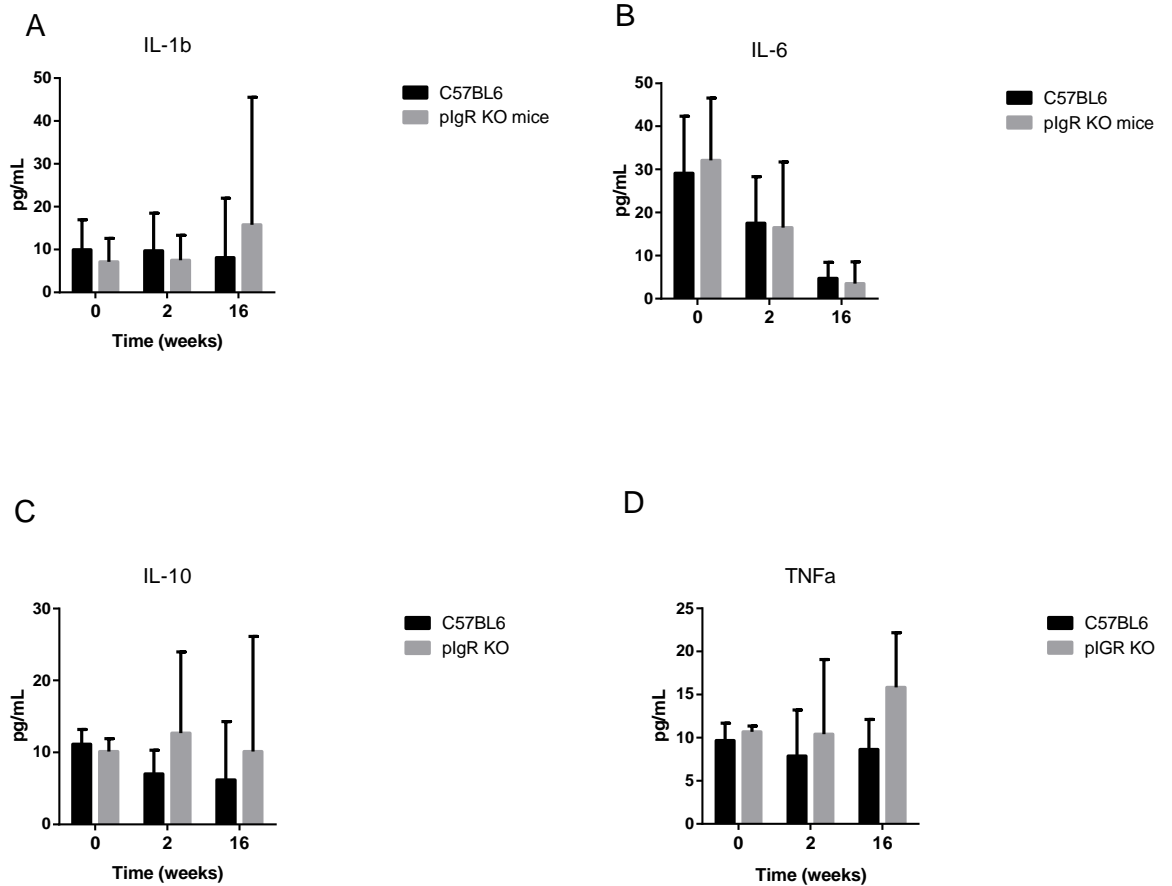 A
IL-1b
50
40
30
20
10
0
pg/mL
0 2 16
Time (weeks)
C57BL6
pIgR KO mice
B
IL-6
50
40
30
20
10
0
pg/mL
0 2 16
C57BL6
pIgR KO mice
C
IL-10
30
20
10
0
pg/mL
0 2 16
Time (weeks)
C57BL6
pIgR KO
D
TNFa
25
20
15
10
5
0
pg/mL
0 2 16
Time (weeks)
C57BL6
pIGR KO